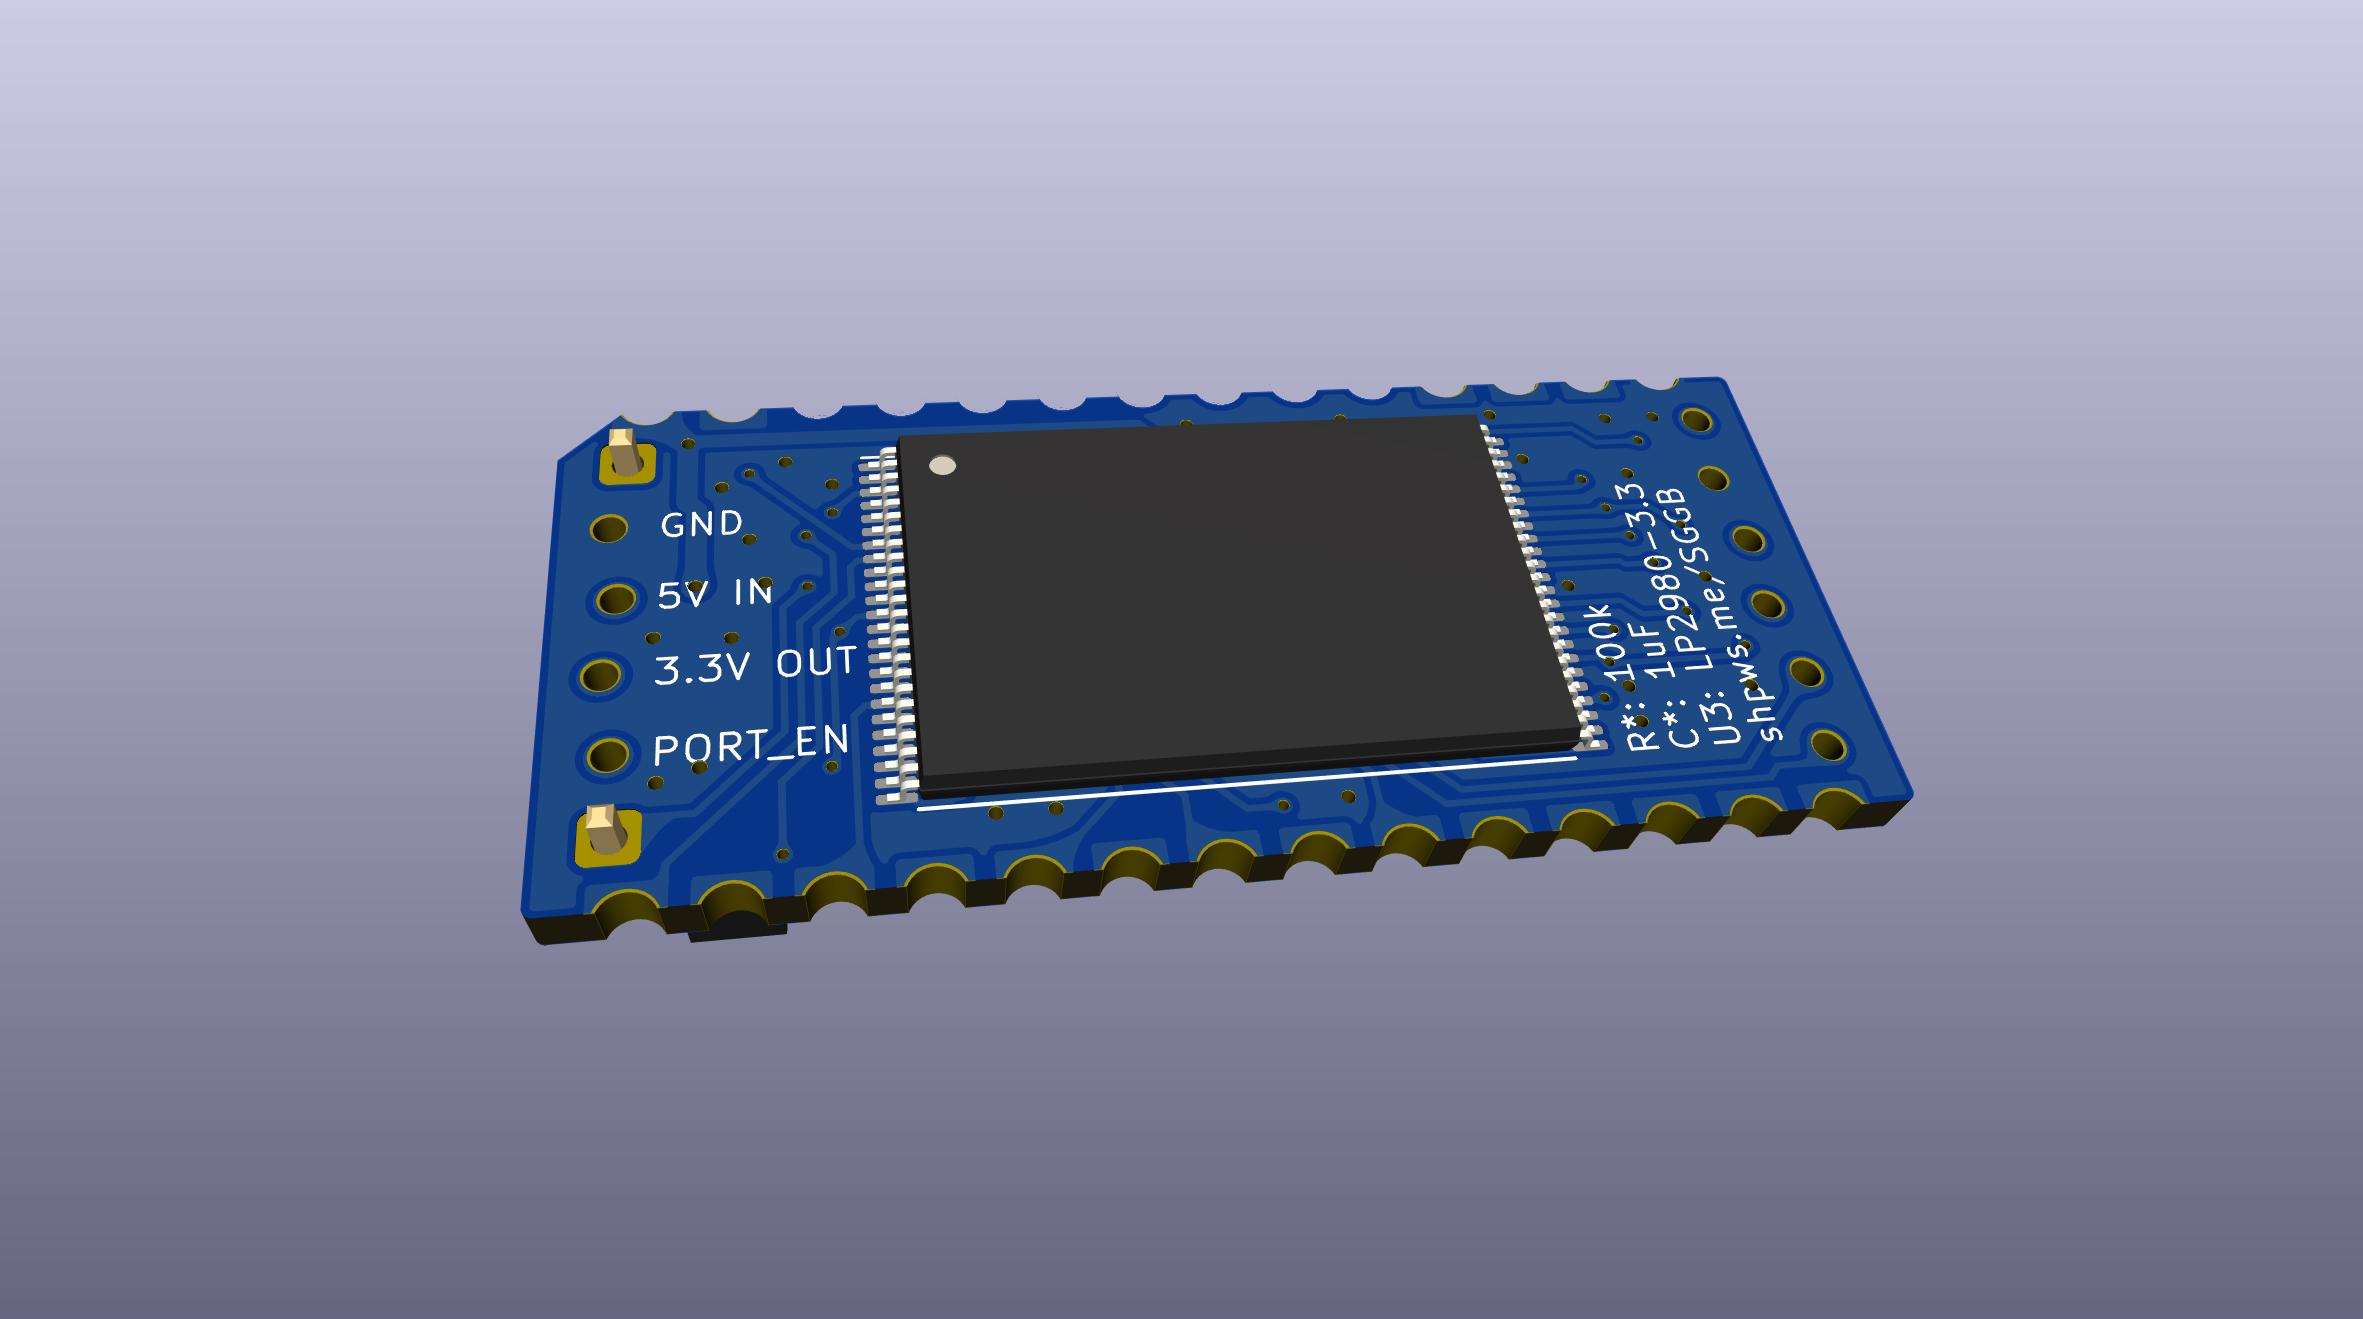 GND
5V IN
3.3V OUT
PORT_EN
R*: 100k
C*: 1uF
U3: LP2980-3.3
shpws.me/SGGB